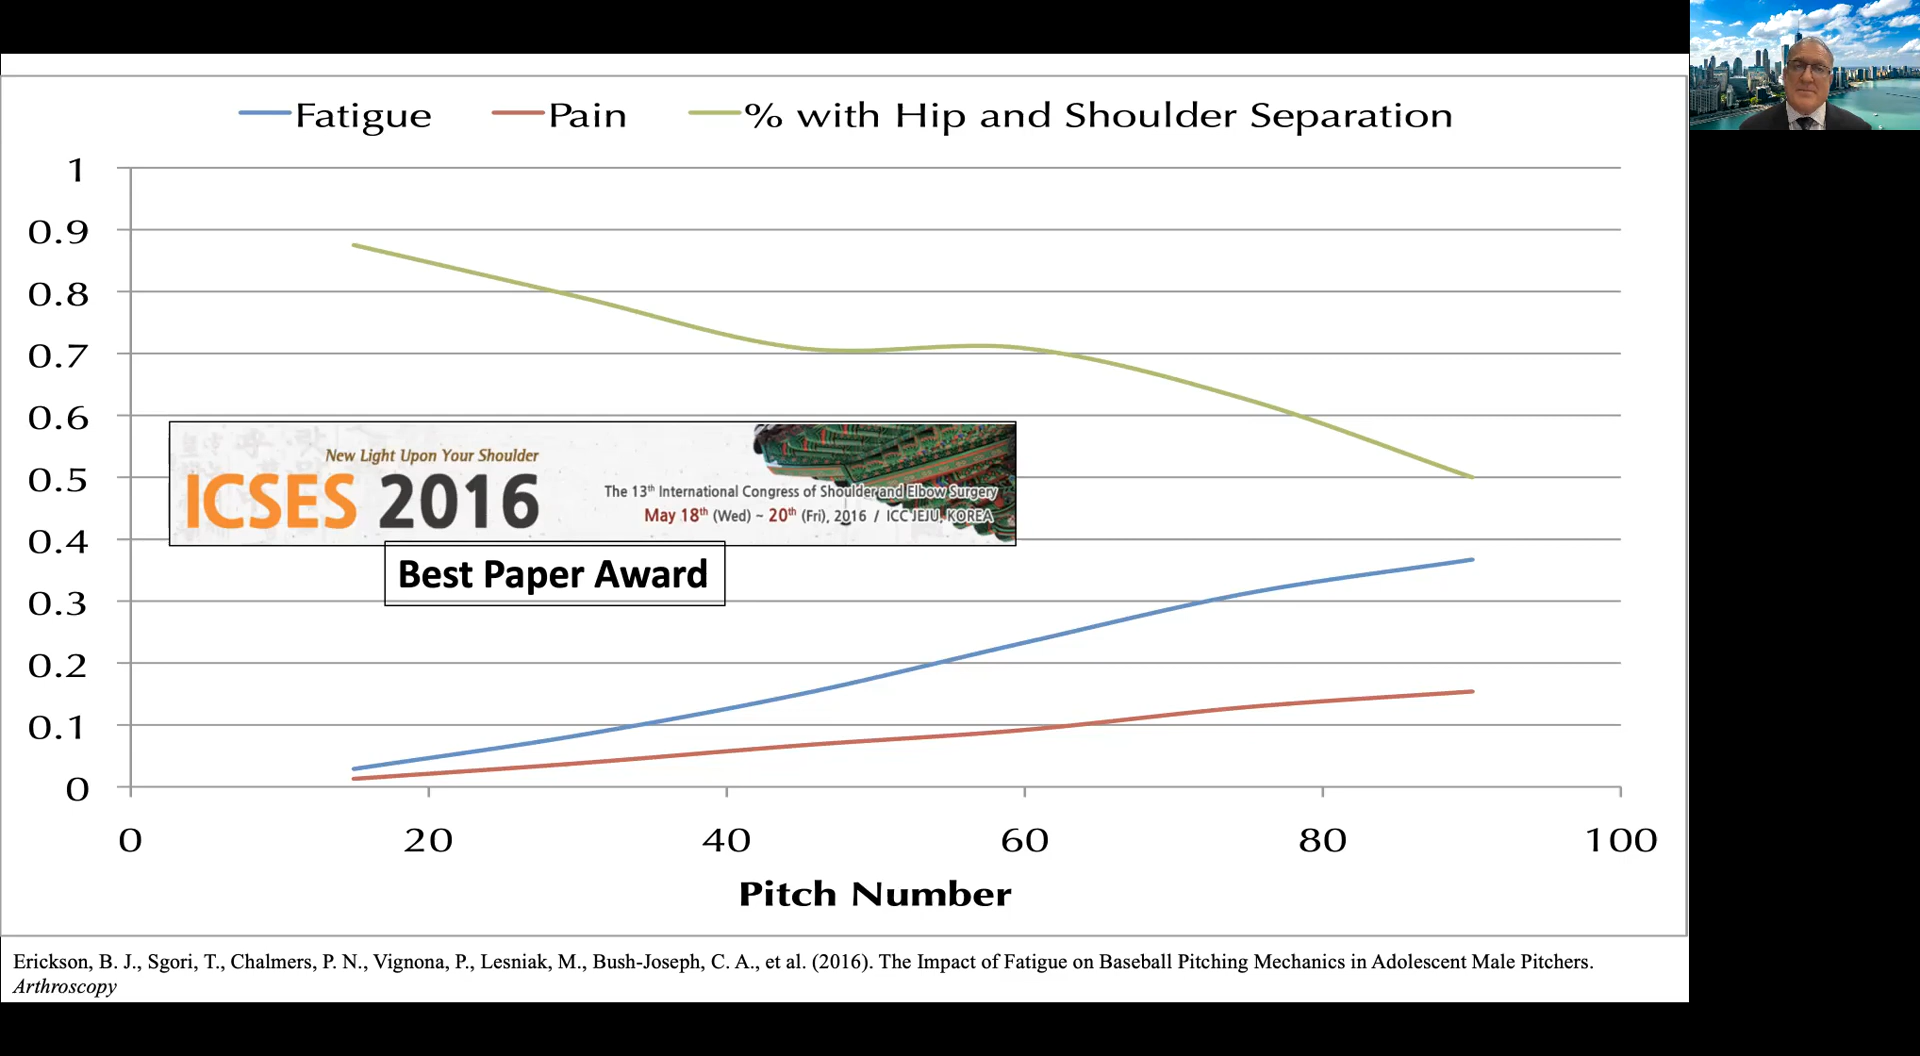 Fatigue Pain % with Hip and Shoulder Separation
1
0.9
0.8
0.7
0.6
0.5
0.4
0.3
0.2
0.1
0
New Light Upon Your Shoulder
ICSES 2016
The 13th International Congress of Shoulder and Elbow Surgery
May 18th (Wed) ~ 20th (Fri), 2016 / ICC JEJU, KOREA
Best Paper Award
0 20 40 60 80 100
Pitch Number
Erickson, B. J., Sgori, T., Chalmers, P. N., Vignona, P., Lesniak, M., Bush-Joseph, C. A., et al. (2016). The Impact of Fatigue on Baseball Pitching Mechanics in Adolescent Male Pitchers.
Arthroscopy